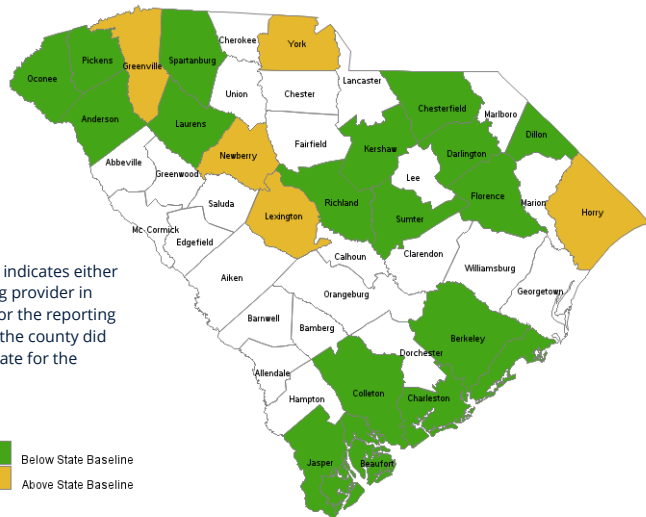 Cherokee
York
Pickens
Greenville
Spartanburg
Oconee
Lancaster
Union
Chester
Chesterfield
Marlboro
Anderson
Laurens
Dillon
Fairfield
Kershaw
Darlington
Abbeville
Newberry
Greenwood
Lee
Florence
Saluda
Richland
Marion
Lexington
Sumter
Horry
Mc Cormick
Edgefield
Calhoun
Clarendon
Williamsburg
Aiken
Orangeburg
Georgetown
Barnwell
Bamberg
Berkeley
Dorchester
Allendale
Colleton
Charleston
Hampton
Jasper
Beaufort
indicates either
g provider in
or the reporting
the county did
ate for the
Below State Baseline
Above State Baseline